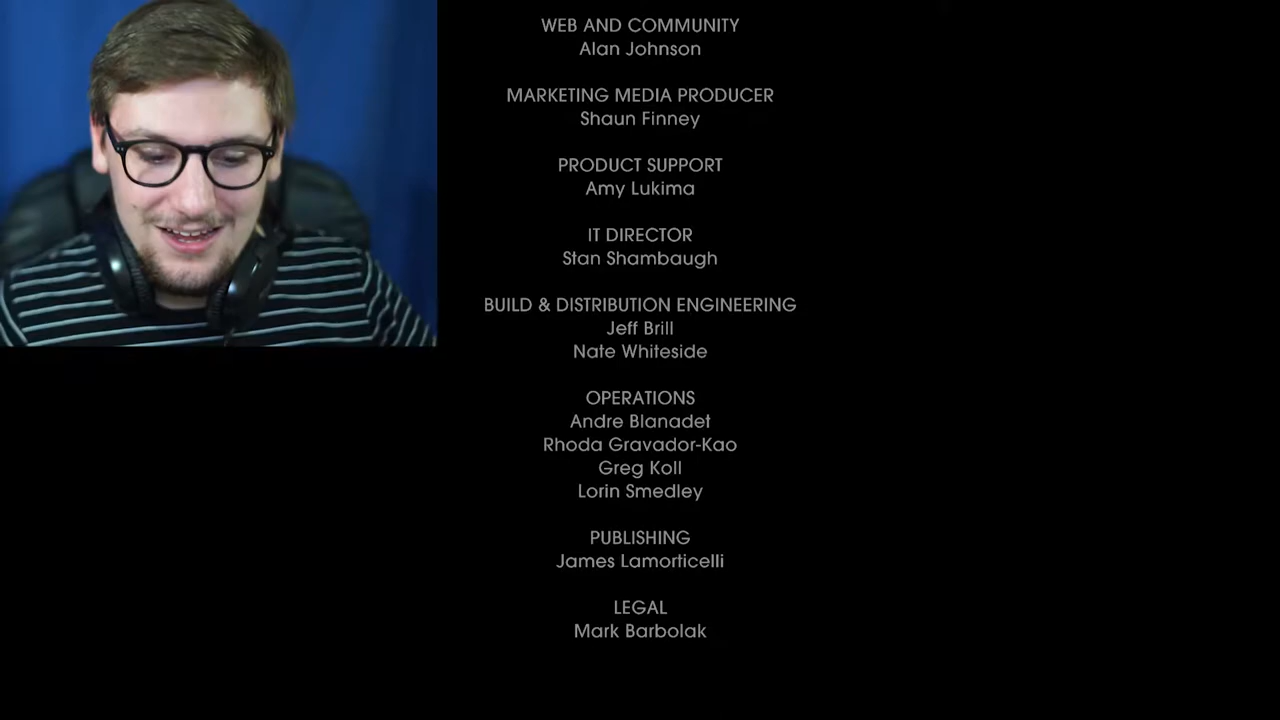 WEB AND COMMUNITY
Alan Johnson
MARKETING MEDIA PRODUCER
Shaun Finney
PRODUCT SUPPORT
Amy Lukima
IT DIRECTOR
Stan Shambaugh
BUILD & DISTRIBUTION ENGINEERING
Jeff Brill
Nate Whiteside
OPERATIONS
Andre Blanadet
Rhoda Gravador-Kao
Greg Koll
Lorin Smedley
PUBLISHING
James Lamorticelli
LEGAL
Mark Barbolak